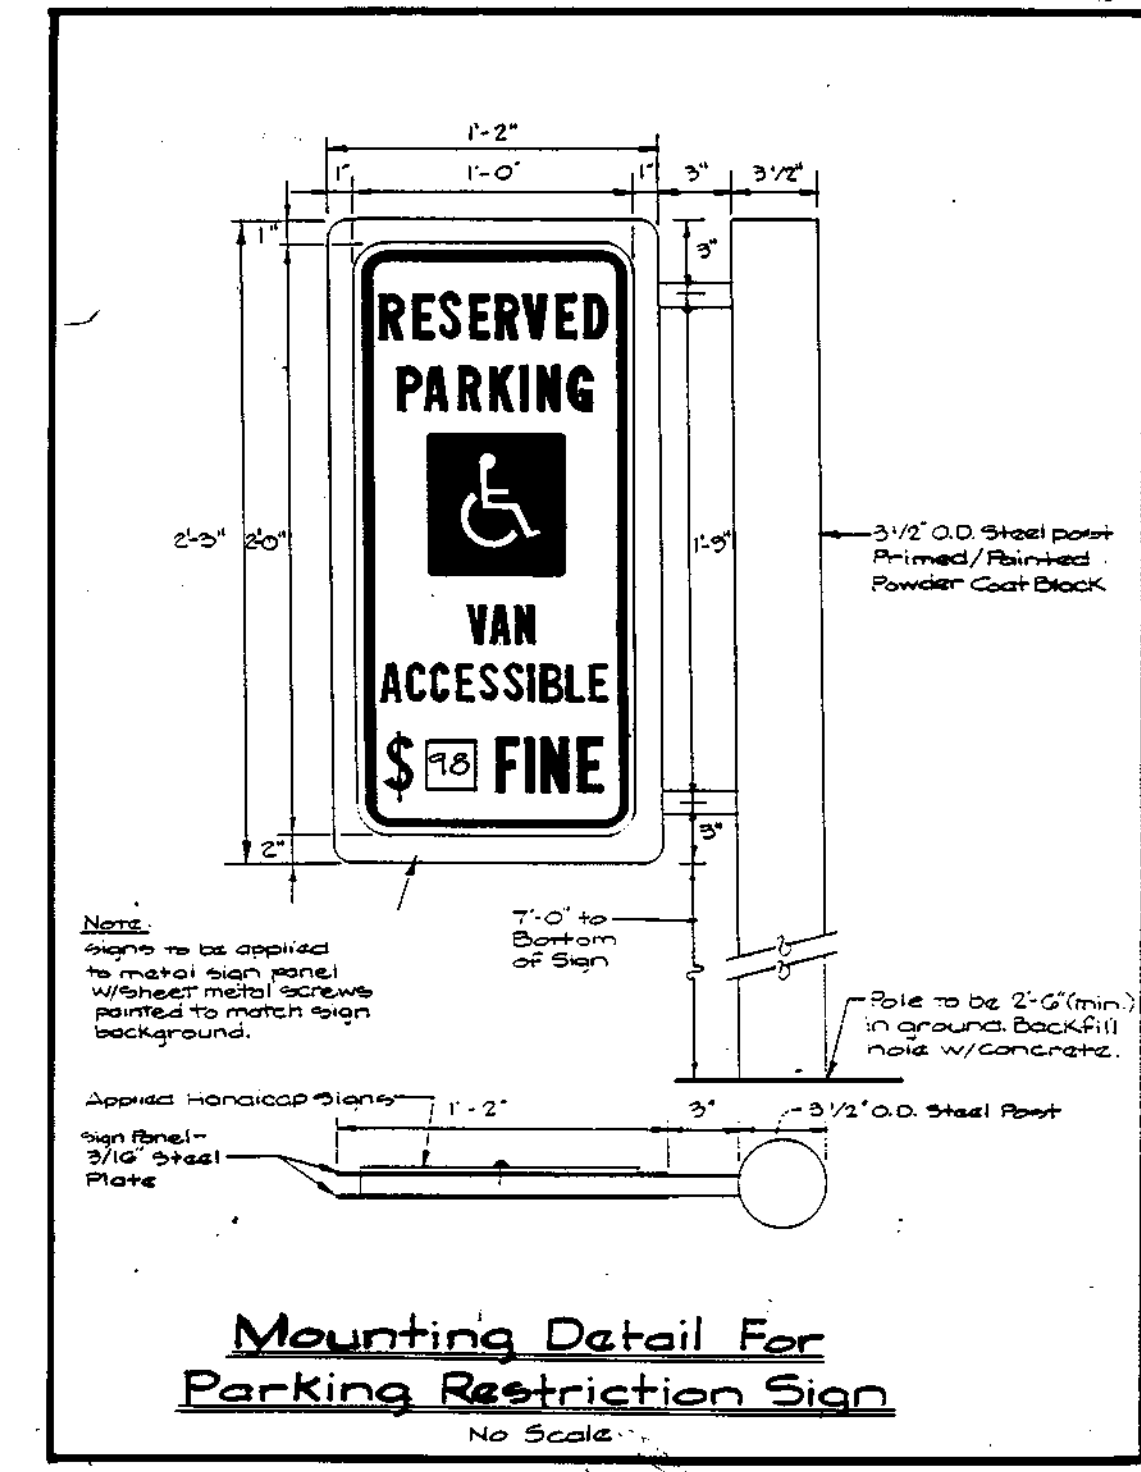 1'-2"
1" 1'-0" 1" 3" 3 1/2"
1"
3"
RESERVED
PARKING
2'-3" 2'-0"
1'-9"
3 1/2" O.D. Steel post
Primed/Painted
Powder Coat Black
VAN
ACCESSIBLE
$ 98 FINE
2"
3"
Note:
Signs to be applied
to metal sign panel
w/sheet metal screws
painted to match sign
background.
7'-0" to
Bottom
of Sign
Pole to be 2'-6" (min.)
in ground. Backfill
hole w/concrete.
Applied Handicap Signs
1'-2" 3" 3 1/2" O.D. Steel Post
Sign Panel-
3/16" Steel
Plate
Mounting Detail For
Parking Restriction Sign
No Scale